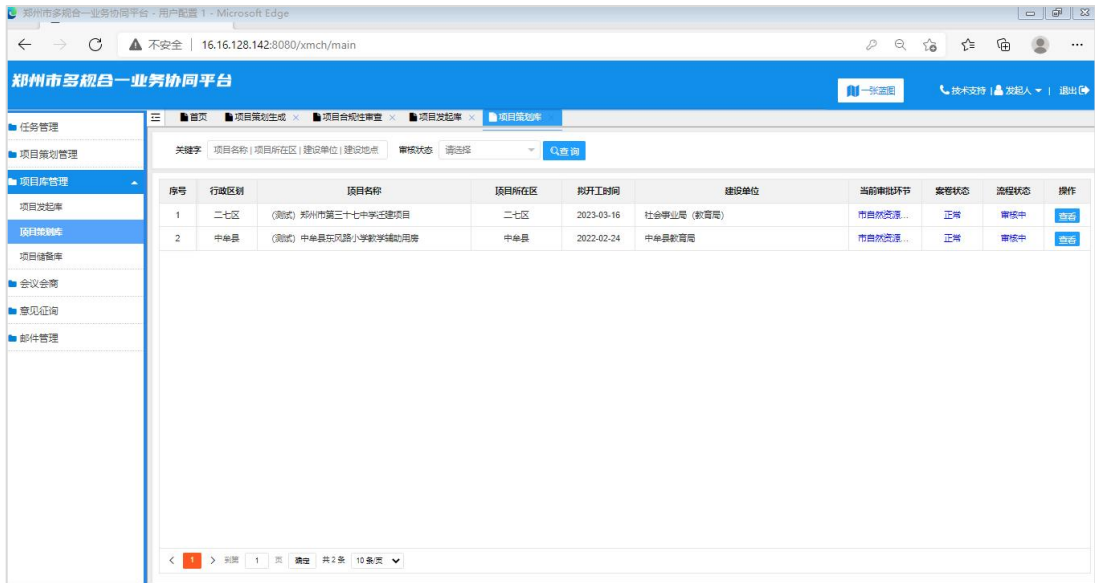 郑州市多规合一业务协同平台 - 用户配置 1 - Microsoft Edge
不安全 | 16.16.128.142:8080/xmch/main
郑州市多规合一业务协同平台
一张蓝图 技术支持 | 发起人 | 退出
首页 项目策划生成 × 项目合规性审查 × 项目发起库 × 项目策划库 ×
任务管理
项目策划管理
项目库管理
项目发起库
项目策划库
项目储备库
会议会商
意见征询
邮件管理
关键字 项目名称 | 项目所在区 | 建设单位 | 建设地点 审核状态 请选择 查询
序号 行政区划 项目名称 项目所在区 拟开工时间 建设单位 当前审批环节 案卷状态 流程状态 操作
1 二七区 (测试) 郑州市第三十七中学迁建项目 二七区 2023-03-16 社会事业局 (教育局) 市自然资源... 正常 审核中 查看
2 中牟县 (测试) 中牟县东风路小学教学辅助用房 中牟县 2022-02-24 中牟县教育局 市自然资源... 正常 审核中 查看
< 1 > 到第 1 页 确定 共 2 条 10 条/页